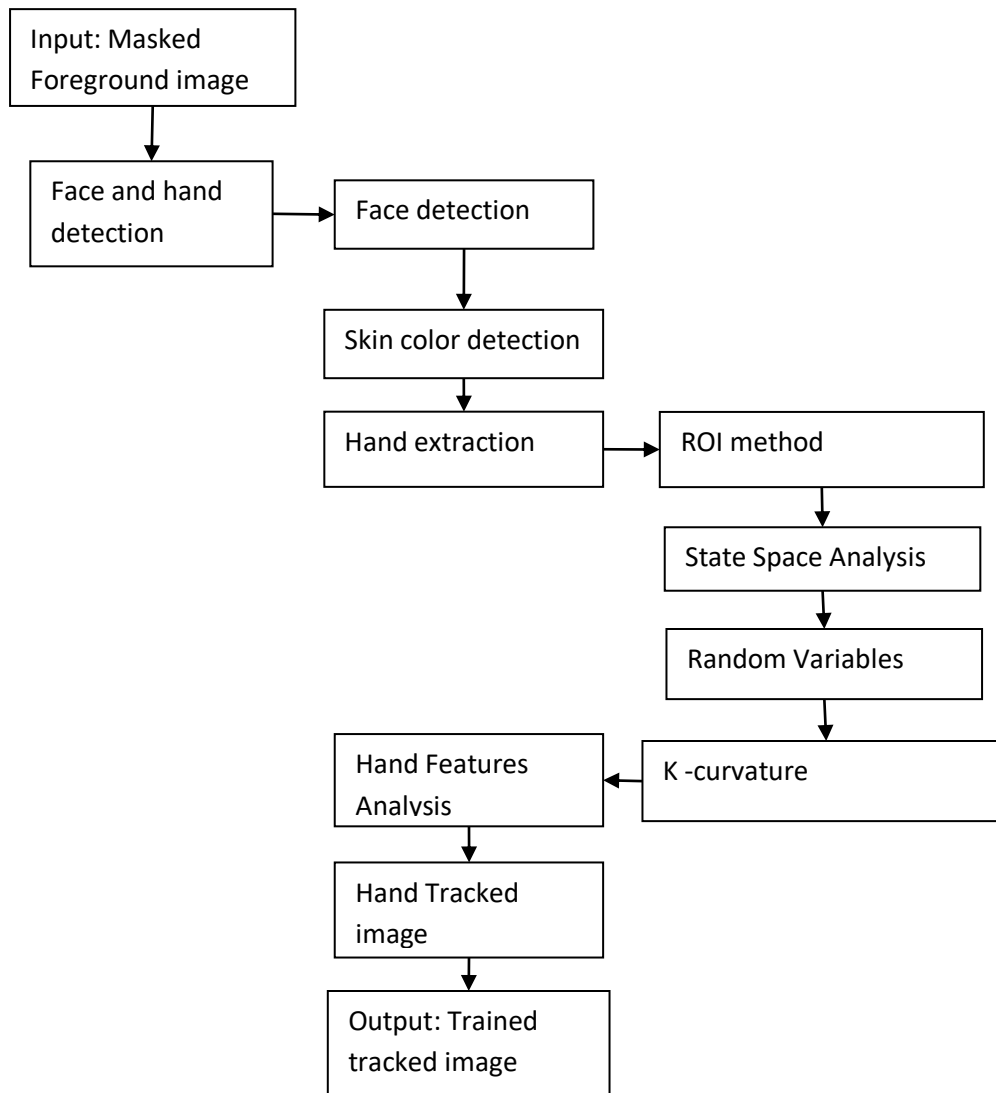 Input: Masked
Foreground image
Face and hand
detection
Face detection
Skin color detection
Hand extraction
ROI method
State Space Analysis
Random Variables
K -curvature
Hand Features
Analysis
Hand Tracked
image
Output: Trained
tracked image